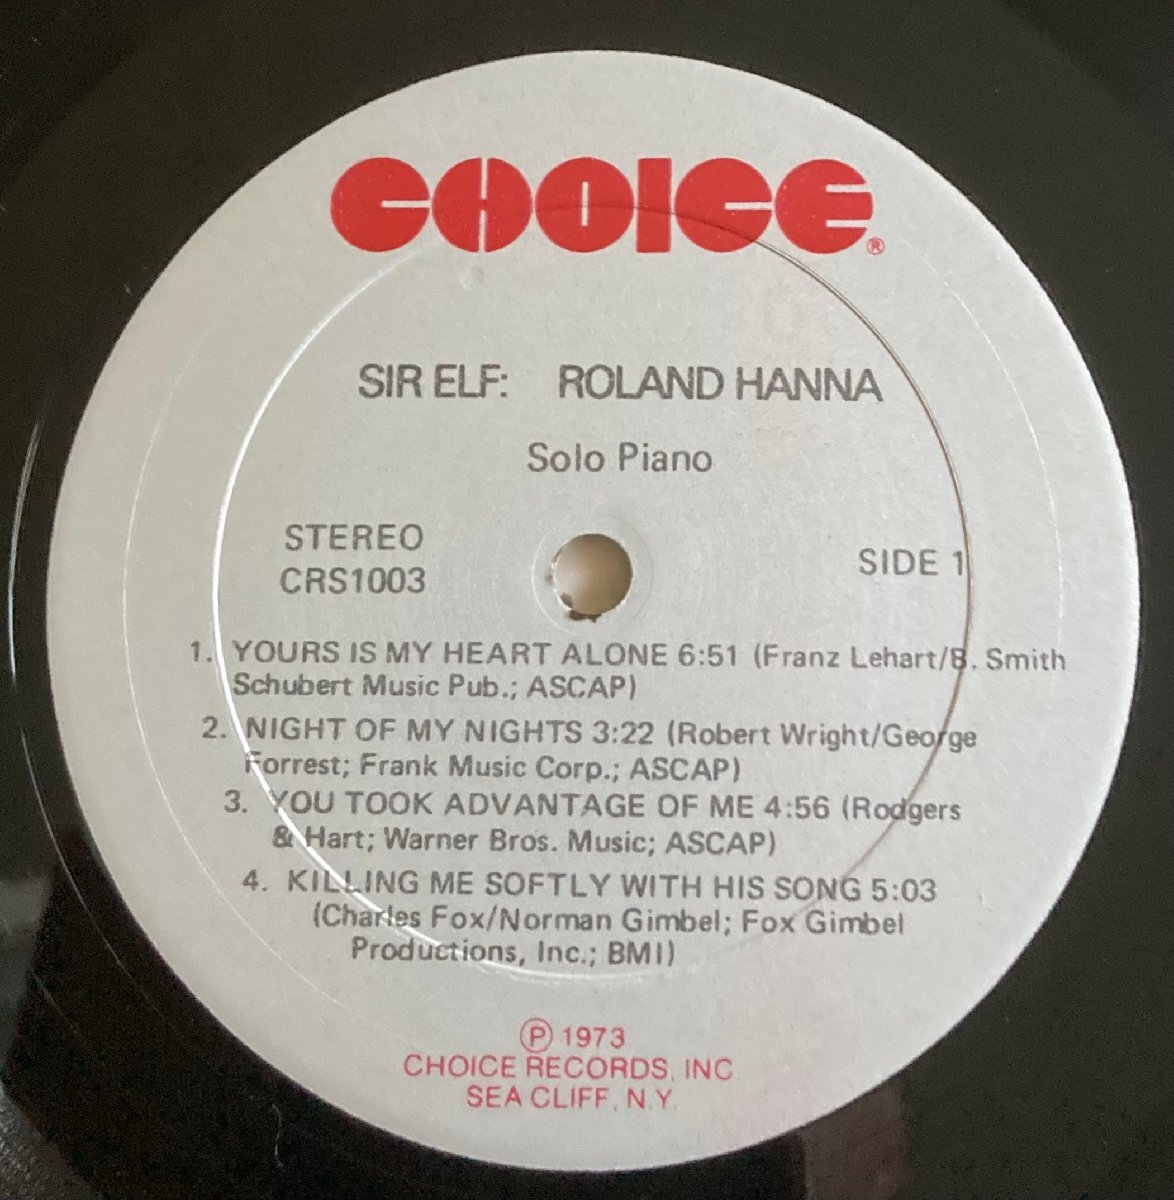 CHOICE®
SIR ELF: ROLAND HANNA
Solo Piano
STEREO
CRS1003
SIDE 1
1. YOURS IS MY HEART ALONE 6:51 (Franz Lehart/B. Smith
Schubert Music Pub.; ASCAP)
2. NIGHT OF MY NIGHTS 3:22 (Robert Wright/George
Forrest; Frank Music Corp.; ASCAP)
3. YOU TOOK ADVANTAGE OF ME 4:56 (Rodgers
& Hart; Warner Bros. Music; ASCAP)
4. KILLING ME SOFTLY WITH HIS SONG 5:03
(Charles Fox/Norman Gimbel; Fox Gimbel
Productions, Inc.; BMI)
Ⓟ 1973
CHOICE RECORDS, INC
SEA CLIFF, N.Y.